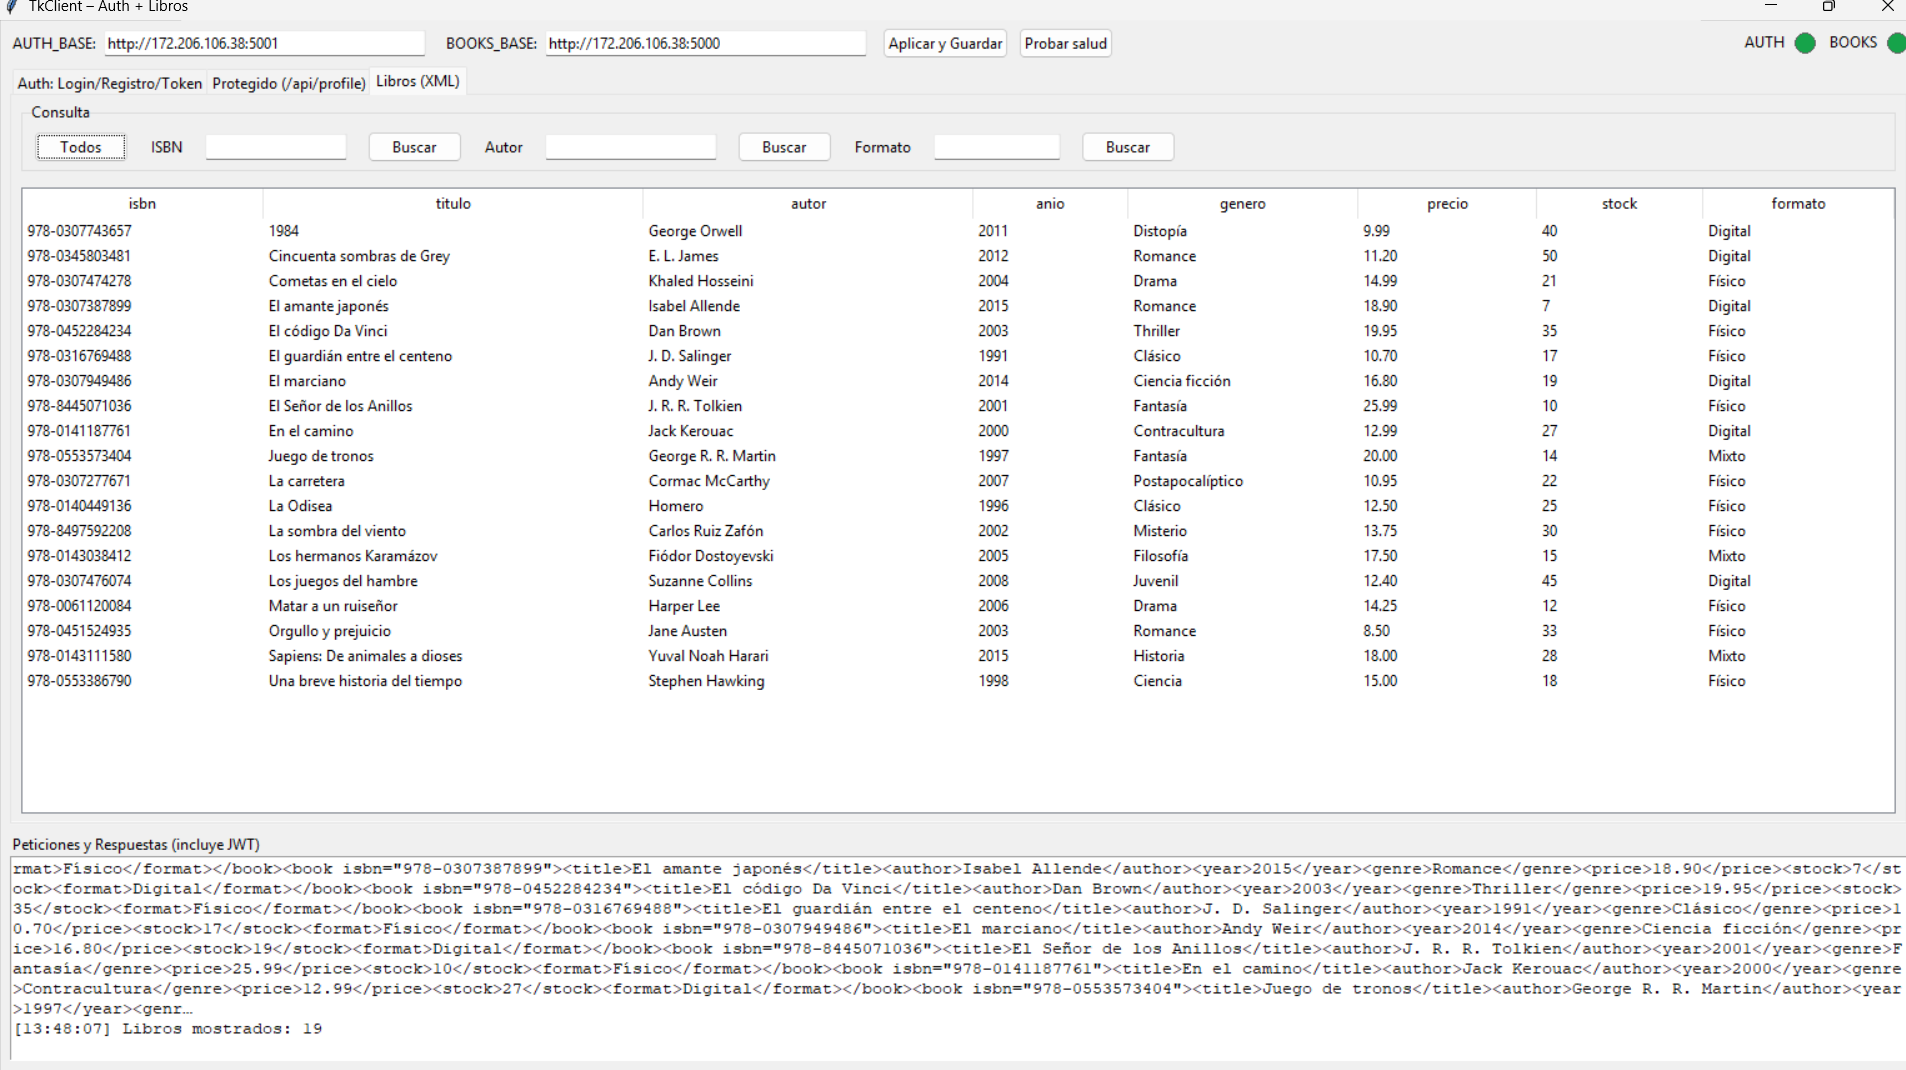 TkClient – Auth + Libros
AUTH_BASE: http://172.206.106.38:5001 BOOKS_BASE: http://172.206.106.38:5000 Aplicar y Guardar Probar salud AUTH BOOKS
Auth: Login/Registro/Token Protegido (/api/profile) Libros (XML)
Consulta
Todos ISBN Buscar Autor Buscar Formato Buscar
isbn titulo autor anio genero precio stock formato
978-0307743657 1984 George Orwell 2011 Distopía 9.99 40 Digital
978-0345803481 Cincuenta sombras de Grey E. L. James 2012 Romance 11.20 50 Digital
978-0307474278 Cometas en el cielo Khaled Hosseini 2004 Drama 14.99 21 Físico
978-0307387899 El amante japonés Isabel Allende 2015 Romance 18.90 7 Digital
978-0452284234 El código Da Vinci Dan Brown 2003 Thriller 19.95 35 Físico
978-0316769488 El guardián entre el centeno J. D. Salinger 1991 Clásico 10.70 17 Físico
978-0307949486 El marciano Andy Weir 2014 Ciencia ficción 16.80 19 Digital
978-8445071036 El Señor de los Anillos J. R. R. Tolkien 2001 Fantasía 25.99 10 Físico
978-0141187761 En el camino Jack Kerouac 2000 Contracultura 12.99 27 Digital
978-0553573404 Juego de tronos George R. R. Martin 1997 Fantasía 20.00 14 Mixto
978-0307277671 La carretera Cormac McCarthy 2007 Postapocalíptico 10.95 22 Físico
978-0140449136 La Odisea Homero 1996 Clásico 12.50 25 Físico
978-8497592208 La sombra del viento Carlos Ruiz Zafón 2002 Misterio 13.75 30 Físico
978-0143038412 Los hermanos Karamázov Fiódor Dostoyevski 2005 Filosofía 17.50 15 Mixto
978-0307476074 Los juegos del hambre Suzanne Collins 2008 Juvenil 12.40 45 Digital
978-0061120084 Matar a un ruiseñor Harper Lee 2006 Drama 14.25 12 Físico
978-0451524935 Orgullo y prejuicio Jane Austen 2003 Romance 8.50 33 Físico
978-0143111580 Sapiens: De animales a dioses Yuval Noah Harari 2015 Historia 18.00 28 Mixto
978-0553386790 Una breve historia del tiempo Stephen Hawking 1998 Ciencia 15.00 18 Físico
Peticiones y Respuestas (incluye JWT)
rmat>Físico</format></book><book isbn="978-0307387899"><title>El amante japonés</title><author>Isabel Allende</author><year>2015</year><genre>Romance</genre><price>18.90</price><stock>7</st
ock><format>Digital</format></book><book isbn="978-0452284234"><title>El código Da Vinci</title><author>Dan Brown</author><year>2003</year><genre>Thriller</genre><price>19.95</price><stock>
35</stock><format>Físico</format></book><book isbn="978-0316769488"><title>El guardián entre el centeno</title><author>J. D. Salinger</author><year>1991</year><genre>Clásico</genre><price>1
0.70</price><stock>17</stock><format>Físico</format></book><book isbn="978-0307949486"><title>El marciano</title><author>Andy Weir</author><year>2014</year><genre>Ciencia ficción</genre><pr
ice>16.80</price><stock>19</stock><format>Digital</format></book><book isbn="978-8445071036"><title>El Señor de los Anillos</title><author>J. R. R. Tolkien</author><year>2001</year><genre>F
antasía</genre><price>25.99</price><stock>10</stock><format>Físico</format></book><book isbn="978-0141187761"><title>En el camino</title><author>Jack Kerouac</author><year>2000</year><genre
>Contracultura</genre><price>12.99</price><stock>27</stock><format>Digital</format></book><book isbn="978-0553573404"><title>Juego de tronos</title><author>George R. R. Martin</author><year
>1997</year><genr…
[13:48:07] Libros mostrados: 19